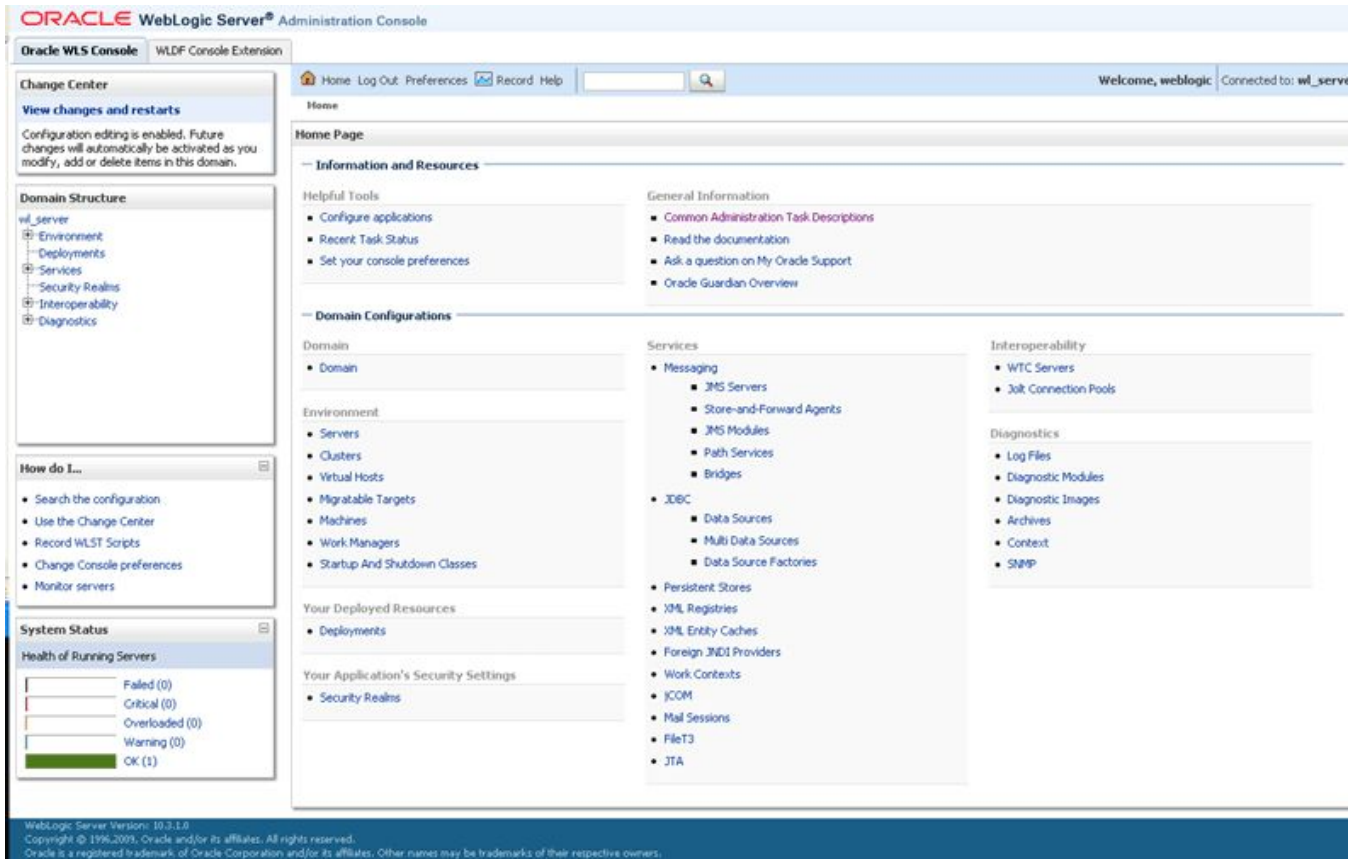 ORACLE WebLogic Server® Administration Console
Oracle WLS Console
WLDF Console Extension
Change Center
View changes and restarts
Configuration editing is enabled. Future
changes will automatically be activated as you
modify, add or delete items in this domain.
Domain Structure
wl_server
Environment
Deployments
Services
Security Realms
Interoperability
Diagnostics
How do I...
Search the configuration
Use the Change Center
Record WLST Scripts
Change Console preferences
Monitor servers
System Status
Health of Running Servers
Failed (0)
Critical (0)
Overloaded (0)
Warning (0)
OK (1)
Home Log Out Preferences Record Help
Welcome, weblogic Connected to: wl_serve
Home
Home Page
Information and Resources
Helpful Tools
Configure applications
Recent Task Status
Set your console preferences
General Information
Common Administration Task Descriptions
Read the documentation
Ask a question on My Oracle Support
Oracle Guardian Overview
Domain Configurations
Domain
Domain
Environment
Servers
Clusters
Virtual Hosts
Migratable Targets
Machines
Work Managers
Startup And Shutdown Classes
Your Deployed Resources
Deployments
Your Application's Security Settings
Security Realms
Services
Messaging
JMS Servers
Store-and-Forward Agents
JMS Modules
Path Services
Bridges
JDBC
Data Sources
Multi Data Sources
Data Source Factories
Persistent Stores
XML Registries
XML Entity Caches
Foreign JNDI Providers
Work Contexts
jCOM
Mail Sessions
FileT3
JTA
Interoperability
WTC Servers
Jolt Connection Pools
Diagnostics
Log Files
Diagnostic Modules
Diagnostic Images
Archives
Context
SNMP
WebLogic Server Version: 10.3.1.0
Copyright © 1996,2009, Oracle and/or its affiliates. All rights reserved.
Oracle is a registered trademark of Oracle Corporation and/or its affiliates. Other names may be trademarks of their respective owners.